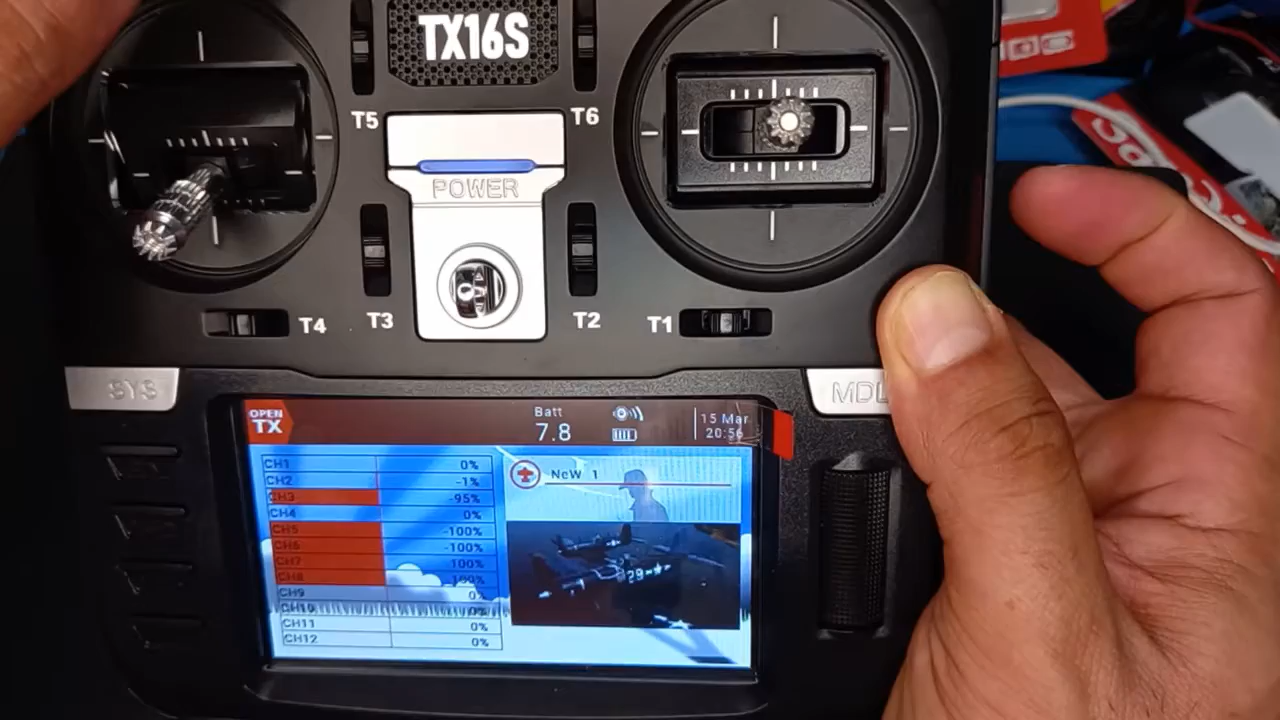 TX16S
T5
T6
POWER
T4
T3
T2
T1
SYS
MDL
OPEN
TX
Batt
7.8
15 Mar
20:56
CH1 0%
CH2 -1%
CH3 -95%
CH4 0%
CH5 -100%
CH6 -100%
CH7 100%
CH8 -100%
CH9 0%
CH10 0%
CH11 0%
CH12 0%
NeW 1
29